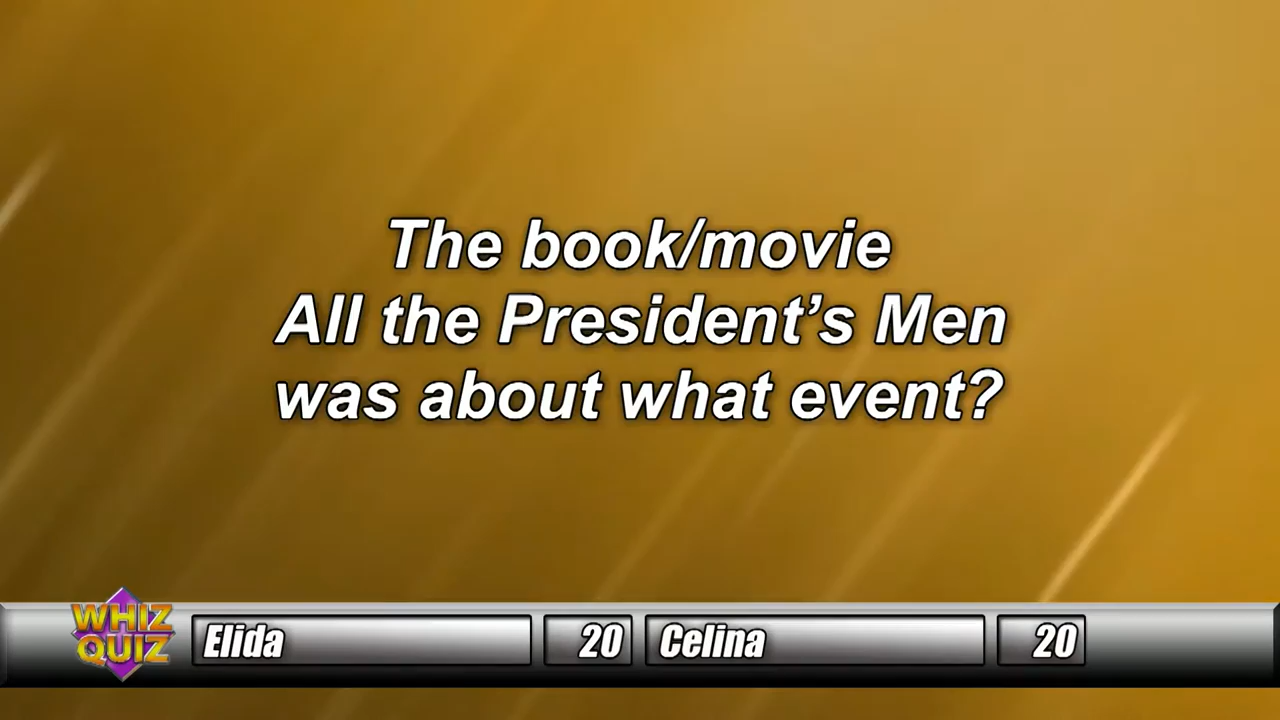 The book/movie
All the President’s Men
was about what event?
WHIZ
QUIZ
Elida 20 Celina 20